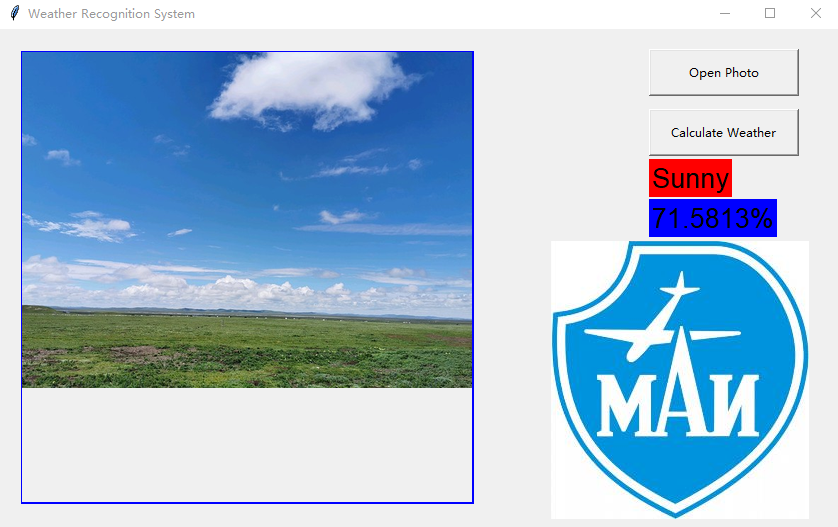 Weather Recognition System
Open Photo
Calculate Weather
Sunny
71.5813%
МАИ